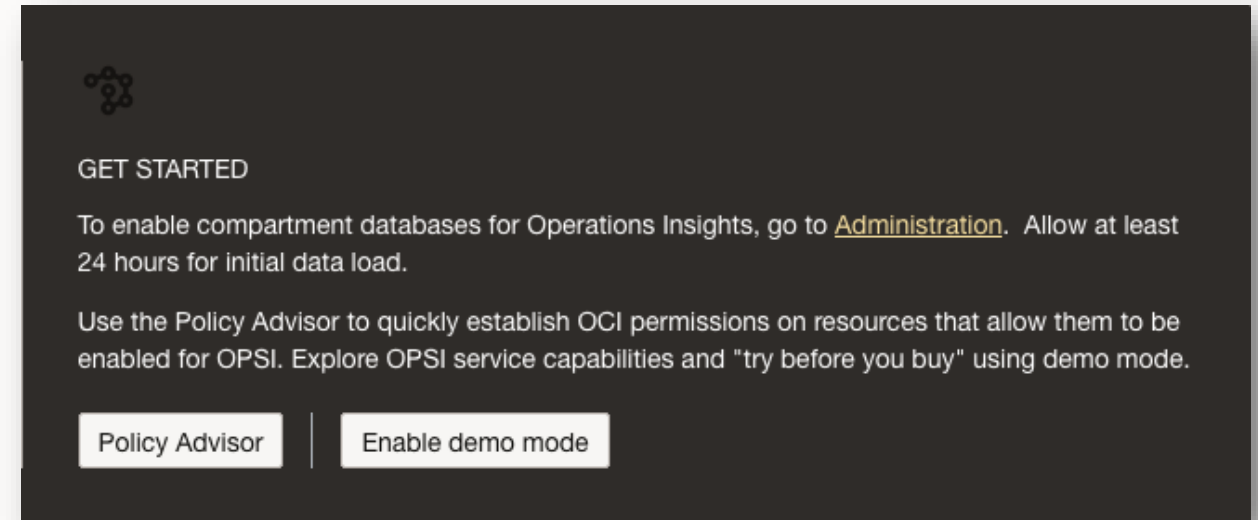 GET STARTED
To enable compartment databases for Operations Insights, go to Administration.  Allow at least
24 hours for initial data load.
Use the Policy Advisor to quickly establish OCI permissions on resources that allow them to be
enabled for OPSI. Explore OPSI service capabilities and "try before you buy" using demo mode.
Policy Advisor
Enable demo mode